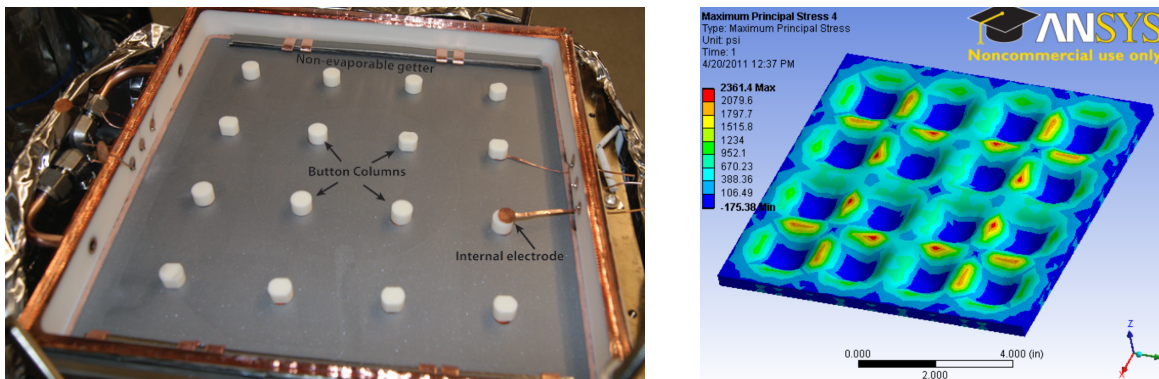 Non-evaporable getter
Button Columns
Internal electrode
Maximum Principal Stress 4
Type: Maximum Principal Stress
Unit: psi
Time: 1
4/20/2011 12:37 PM
ANSYS
Noncommercial use only
2361.4 Max
2079.6
1797.7
1515.8
1234
952.1
670.23
388.36
106.49
-175.38 Min
0.000
4.000 (in)
2.000
Z
X